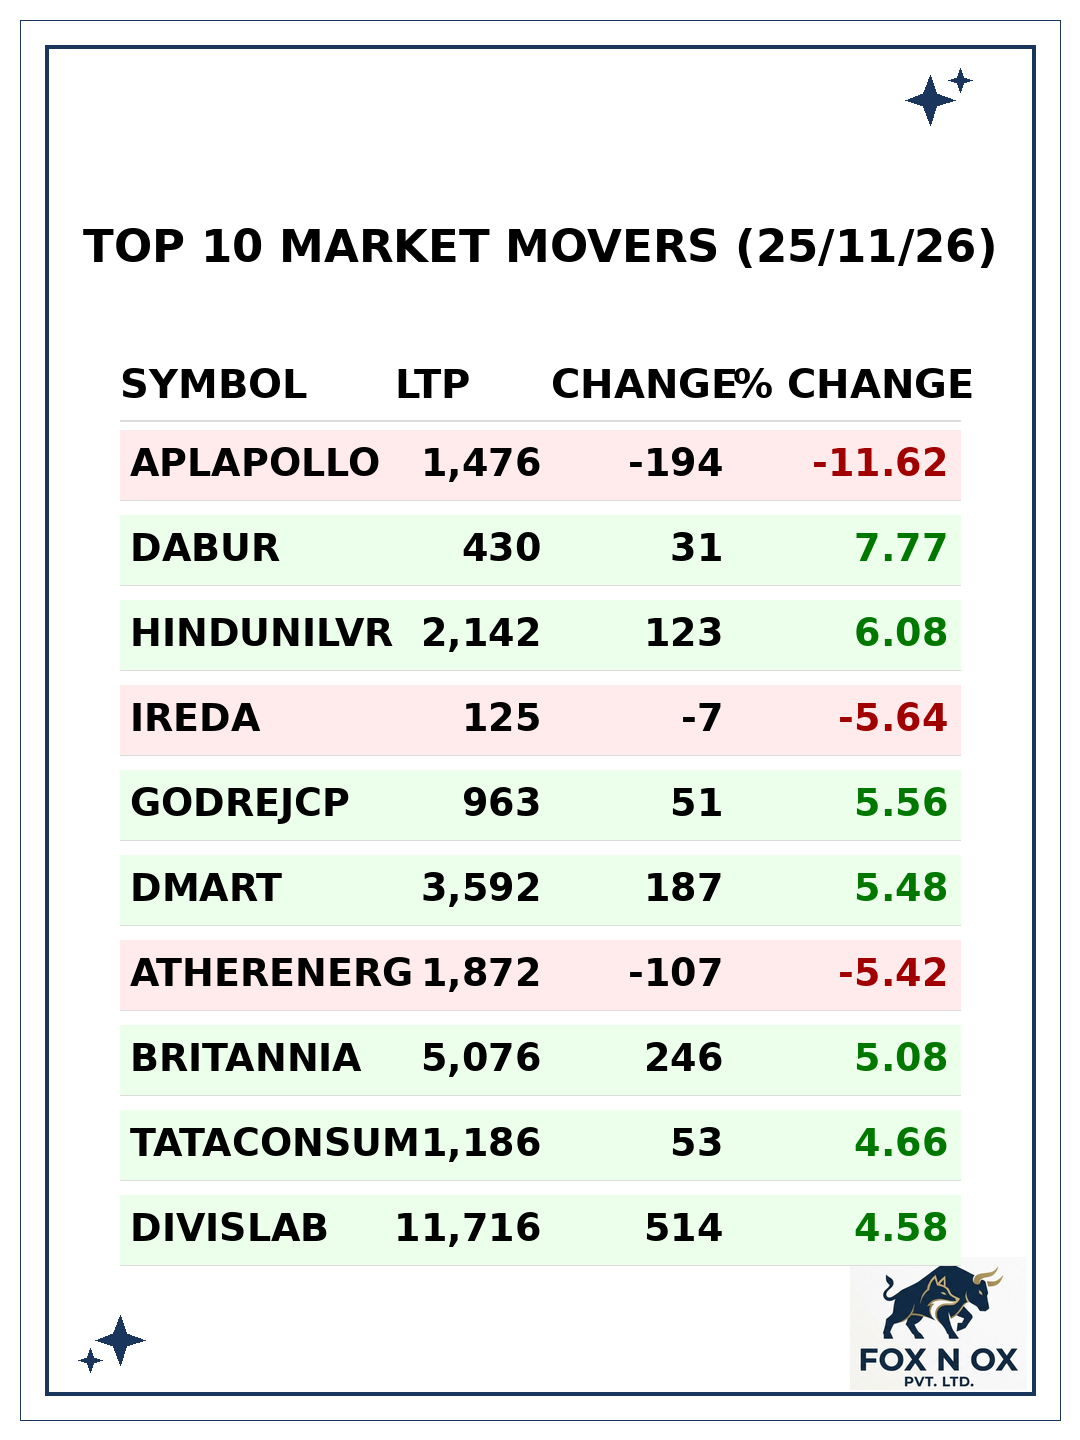 TOP 10 MARKET MOVERS (25/11/26)
SYMBOL LTP CHANGE % CHANGE
APLAPOLLO 1,476 -194 -11.62
DABUR 430 31 7.77
HINDUNILVR 2,142 123 6.08
IREDA 125 -7 -5.64
GODREJCP 963 51 5.56
DMART 3,592 187 5.48
ATHERENERG 1,872 -107 -5.42
BRITANNIA 5,076 246 5.08
TATACONSUM 1,186 53 4.66
DIVISLAB 11,716 514 4.58
FOX N OX
PVT. LTD.